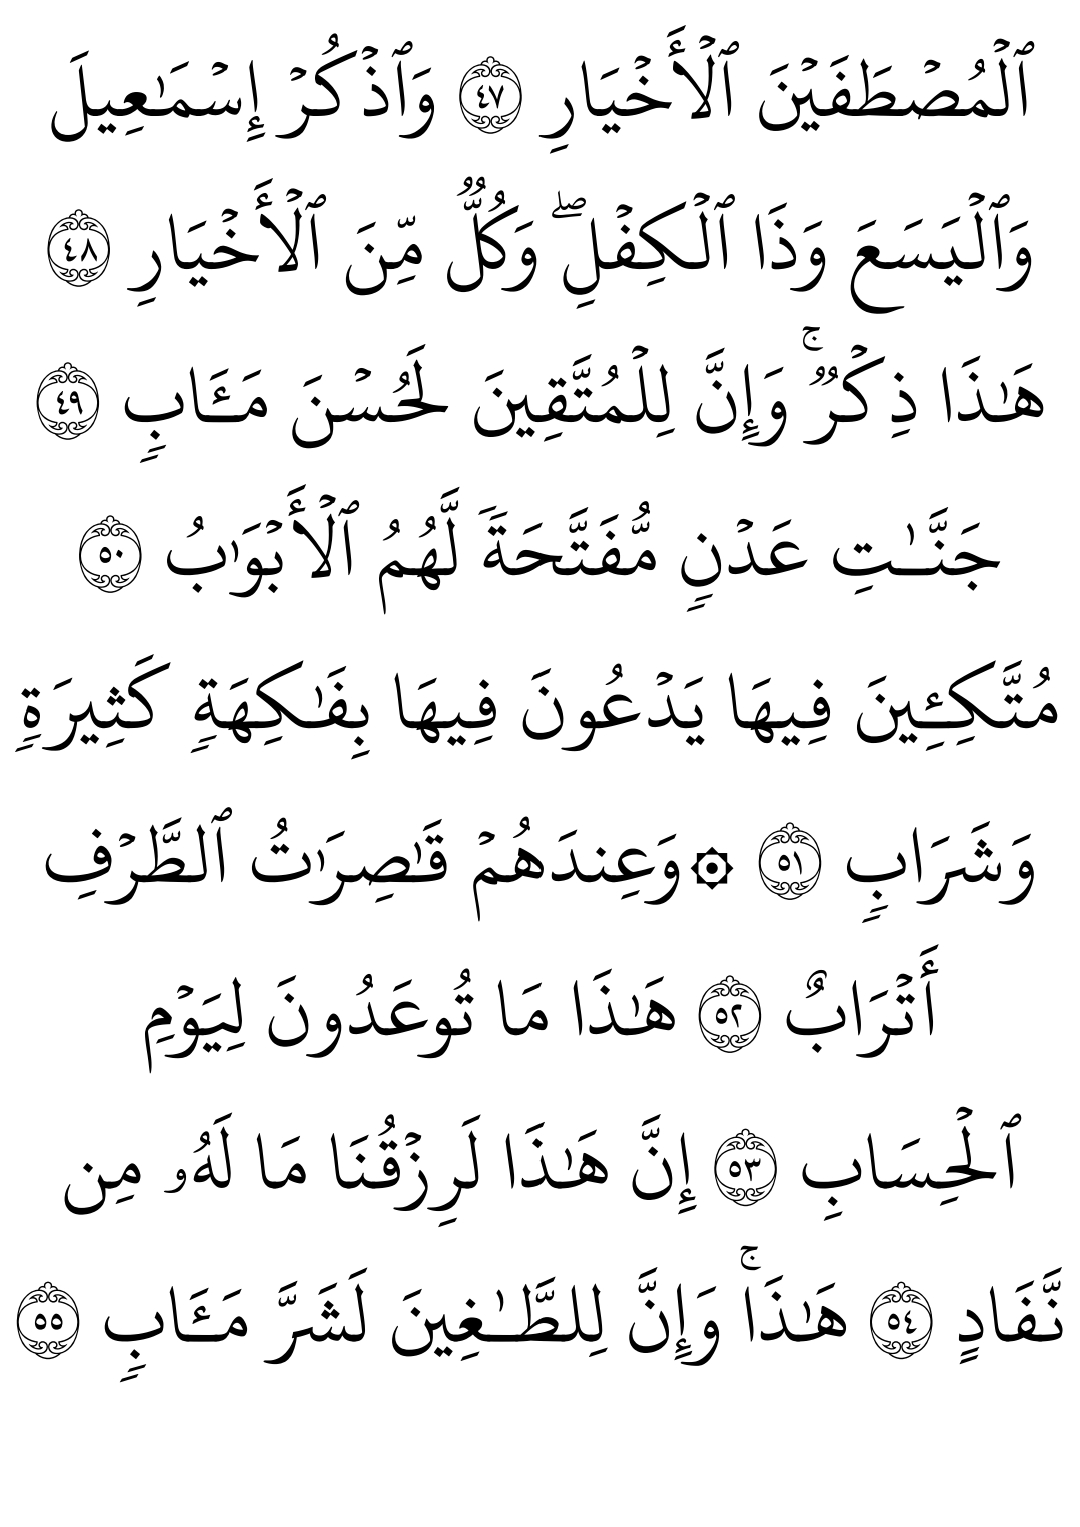 ٱلۡمُصۡطَفَيۡنَ ٱلۡأَخۡيَارِ ٤٧ وَٱذۡكُرۡ إِسۡمَٰعِيلَ
وَٱلۡيَسَعَ وَذَا ٱلۡكِفۡلِۖ وَكُلّٞ مِّنَ ٱلۡأَخۡيَارِ ٤٨
هَٰذَا ذِكۡرٞۚ وَإِنَّ لِلۡمُتَّقِينَ لَحُسۡنَ مَـَٔابٖ ٤٩
جَنَّٰتِ عَدۡنٖ مُّفَتَّحَةٗ لَّهُمُ ٱلۡأَبۡوَٰبُ ٥٠
مُتَّكِـِٔينَ فِيهَا يَدۡعُونَ فِيهَا بِفَٰكِهَةٖ كَثِيرَةٖ
وَشَرَابٖ ٥١ ۞وَعِندَهُمۡ قَٰصِرَٰتُ ٱلطَّرۡفِ
أَتۡرَابٌ ٥٢ هَٰذَا مَا تُوعَدُونَ لِيَوۡمِ
ٱلۡحِسَابِ ٥٣ إِنَّ هَٰذَا لَرِزۡقُنَا مَا لَهُۥ مِن
نَّفَادٍ ٥٤ هَٰذَاۚ وَإِنَّ لِلطَّٰغِينَ لَشَرَّ مَـَٔابٖ ٥٥